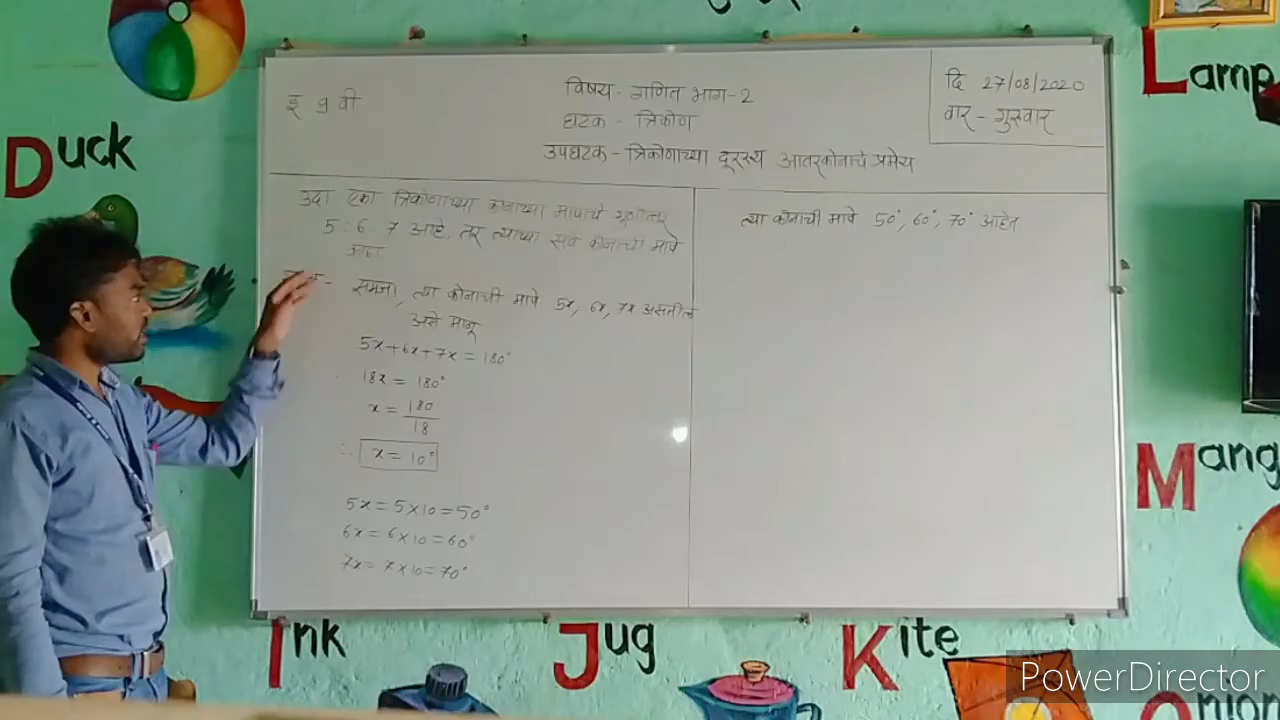 Duck
Lamp
इ 9 वी
विषय - गणित भाग-2
घटक - त्रिकोण
उपघटक - त्रिकोणाच्या दूरस्थ आंतरकोनाचे प्रमेय
दि 27/08/2020
वार - गुरुवार
उदा एका त्रिकोणाच्या कोनाच्या मापाचे गुणोत्तर
5 : 6 7 आहे, तर त्याच्या सर्व कोनाची मापे
काढा
समजा, त्या कोनाची मापे 5x, 6x, 7x असतील
असे मानू
5x+6x+7x = 180°
18x = 180°
x = 180/18
∴ x = 10°
5x = 5×10 = 50°
6x = 6×10 = 60°
7x = 7×10 = 70°
त्या कोनाची मापे 50°, 60°, 70° आहेत
Mang
Ink
Jug
Kite
Onion
PowerDirector